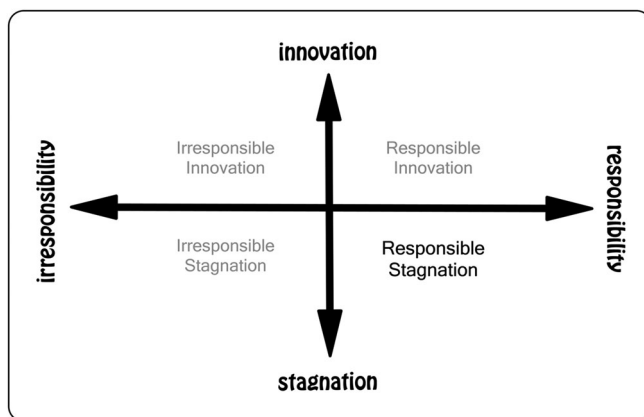 innovation
Irresponsible
Innovation
Responsible
Innovation
irresponsibility
responsibility
Irresponsible
Stagnation
Responsible
Stagnation
stagnation